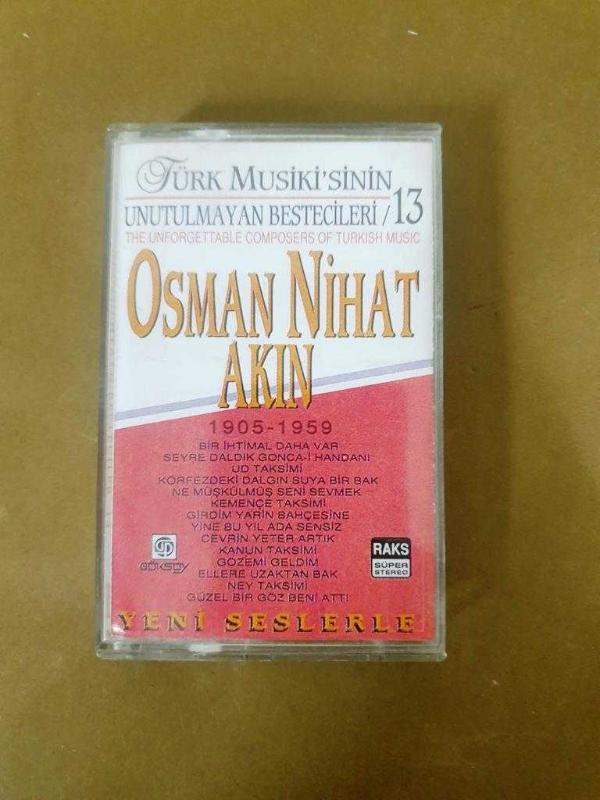 TÜRK MUSİKİ'SİNİN
UNUTULMAYAN BESTECİLERİ / 13
THE UNFORGETTABLE COMPOSERS OF TURKISH MUSIC
OSMAN NİHAT
AKIN
1905-1959
BİR İHTİMAL DAHA VAR
SEYRE DALDIK GONCA-İ HANDANI
UD TAKSİMİ
KÖRFEZDEKİ DALGIN SUYA BİR BAK
NE MÜŞKÜLMÜŞ SENİ SEVMEK
KEMENÇE TAKSİMİ
GİRDİM YARİN BAHÇESİNE
YİNE BU YIL ADA SENSİZ
CEVRİN YETER ARTIK
KANUN TAKSİMİ
GÖZEMİ GELDİM
ELLERE UZAKTAN BAK
NEY TAKSİMİ
GÜZEL BİR GÖZ BENİ ATTI
GÖKSOY
RAKS
SÜPER
STEREO
YENİ SESLERLE